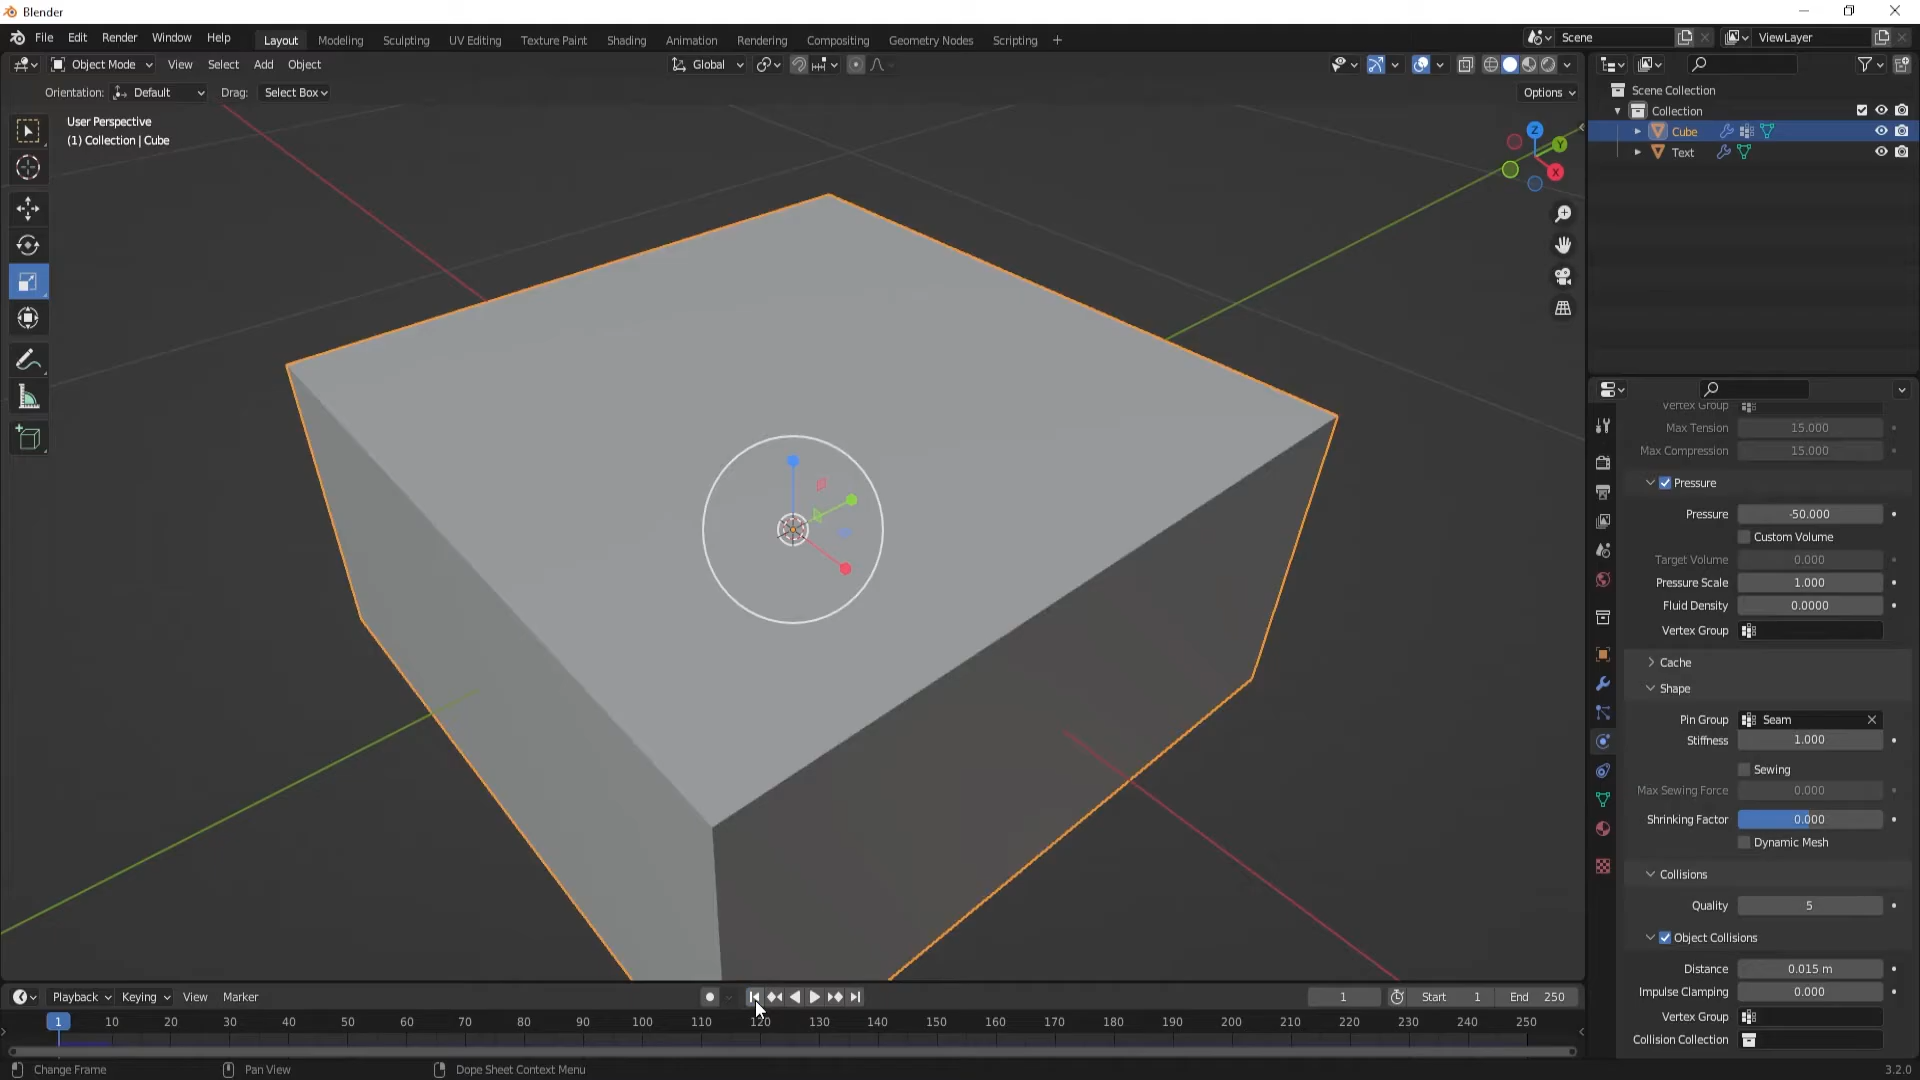 Blender
File Edit Render Window Help
Layout Modeling Sculpting UV Editing Texture Paint Shading Animation Rendering Compositing Geometry Nodes Scripting +
Scene
ViewLayer
Object Mode View Select Add Object
Global
Orientation: Default Drag: Select Box
Options
User Perspective
(1) Collection | Cube
Z
Y
X
Scene Collection
Collection
Cube
Text
Vertex Group
Max Tension 15.000
Max Compression 15.000
Pressure
Pressure -50.000
Custom Volume
Target Volume 0.000
Pressure Scale 1.000
Fluid Density 0.0000
Vertex Group
Cache
Shape
Pin Group Seam
Stiffness 1.000
Sewing
Max Sewing Force 0.000
Shrinking Factor 0.000
Dynamic Mesh
Collisions
Quality 5
Object Collisions
Distance 0.015 m
Impulse Clamping 0.000
Vertex Group
Collision Collection
Playback Keying View Marker
1 Start 1 End 250
1 10 20 30 40 50 60 70 80 90 100 110 120 130 140 150 160 170 180 190 200 210 220 230 240 250
Change Frame Pan View Dope Sheet Context Menu
3.2.0